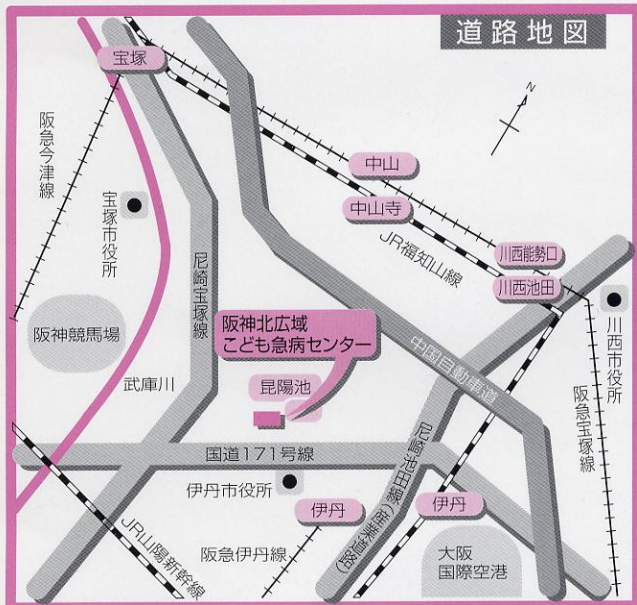 道路地図
宝塚
N
阪急今津線
中山
宝塚市役所
中山寺
JR福知山線
川西能勢口
川西池田
尼崎宝塚線
川西市役所
阪神競馬場
阪神北広域
こども急病センター
中国自動車道
武庫川
昆陽池
阪急宝塚線
国道171号線
伊丹市役所
尼崎池田線(産業道路)
伊丹
伊丹
JR山陽新幹線
阪急伊丹線
大阪
国際空港